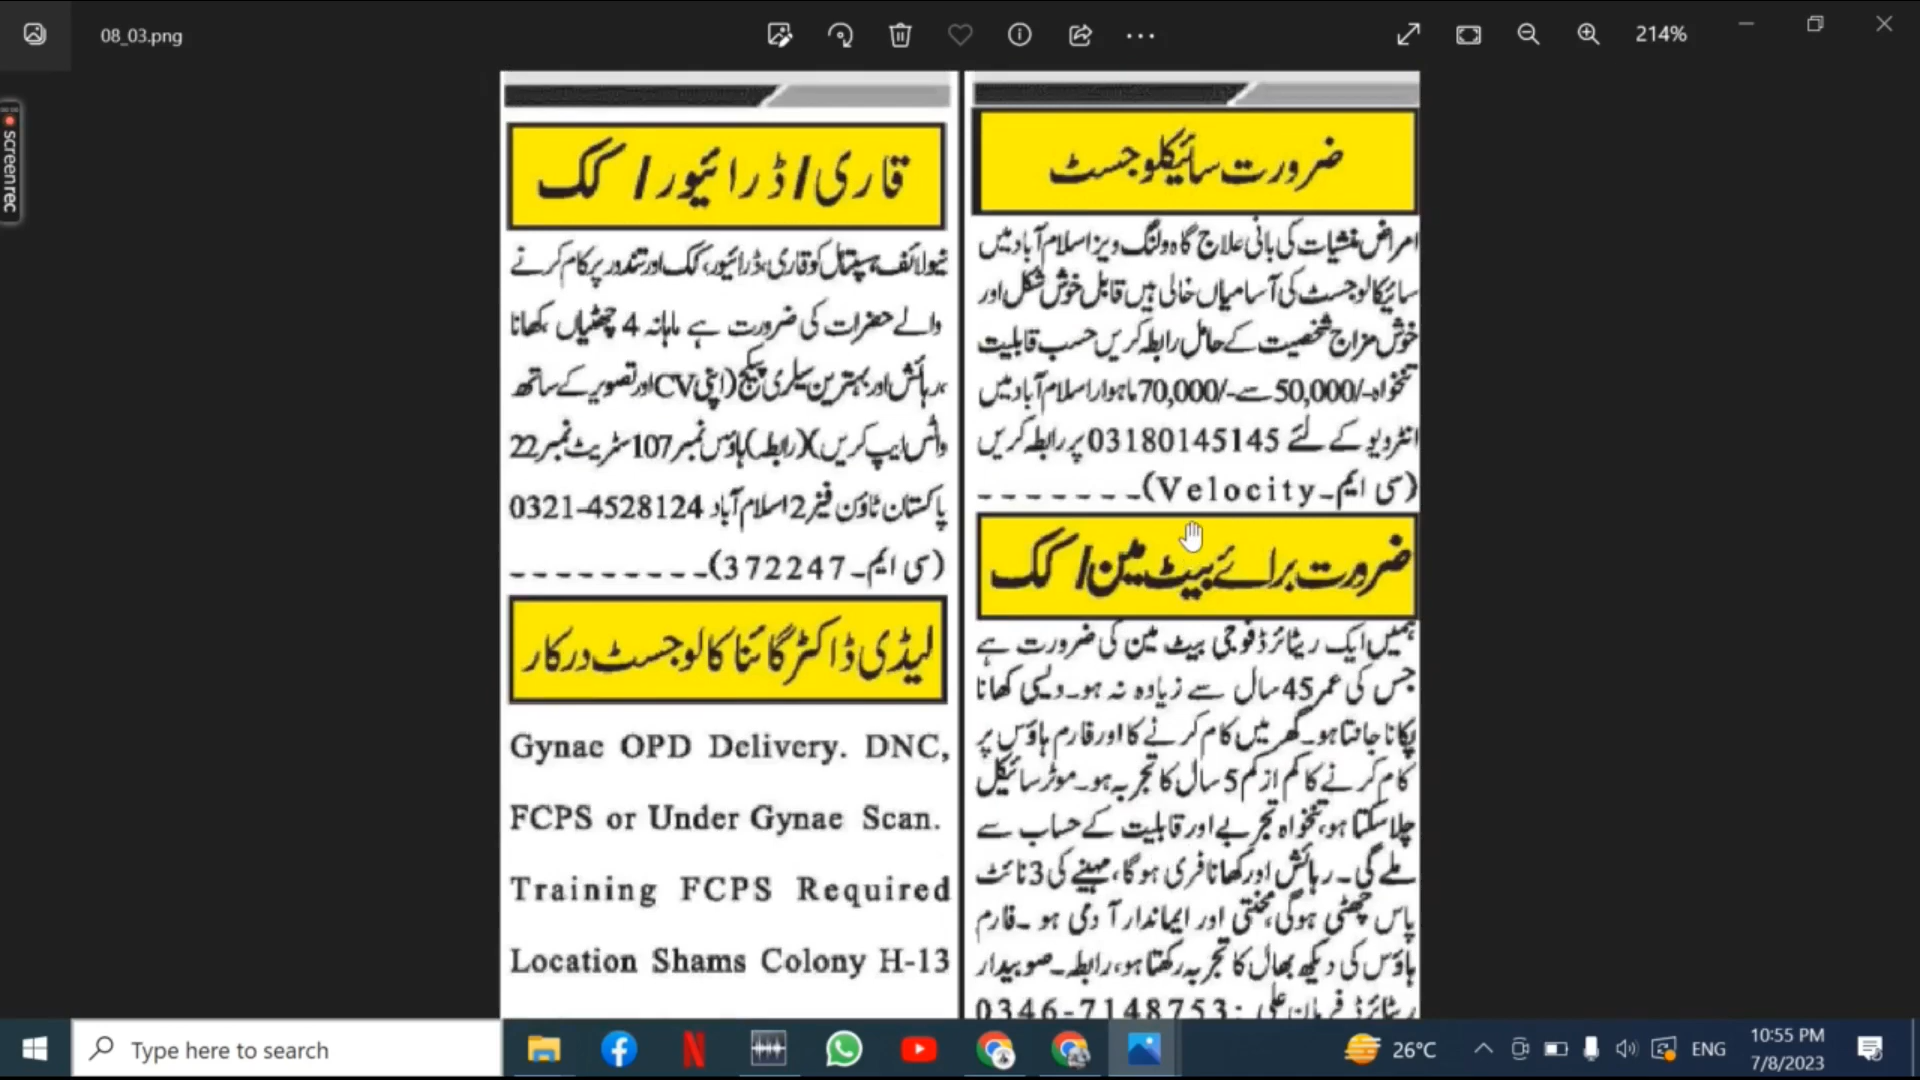 08_03.png
214%
screenrec
قاری/ڈرائیور/کک
نیولائف ہسپتال کو قاری، ڈرائیور، کک اور تندور پر کام کرنے
والے حضرات کی ضرورت ہے ماہانہ 4 چھٹیاں، کھانا
،رہائش اور بہترین سیلری پیکج (اپنی CV اور تصویر کے ساتھ
واٹس ایپ کریں)(رابطہ) ہاؤس نمبر 107 سٹریٹ نمبر 22
پاکستان ٹاؤن فیز 2 اسلام آباد 0321-4528124
(سی ایم۔372247)---------
لیڈی ڈاکٹر گائنا کالوجسٹ درکار
Gynae OPD Delivery. DNC,
FCPS or Under Gynae Scan.
Training FCPS Required
Location Shams Colony H-13
ضرورت سائیکلوجسٹ
امراض منشیات کی بانی علاج گاہ ولنگ ویز اسلام آباد میں
سائیکالوجسٹ کی آسامیاں خالی ہیں قابل خوش شکل اور
خوش مزاج شخصیت کے حامل رابطہ کریں حسب قابلیت
تنخواہ -/50,000 سے -/70,000 ماہوار اسلام آباد میں
انٹرویو کے لئے 03180145145 پر رابطہ کریں
(سی ایم۔Velocity)-------
ضرورت برائے بیٹ مین/کک
ہمیں ایک ریٹائرڈ فوجی بیٹ مین کی ضرورت ہے
جس کی عمر 45 سال سے زیادہ نہ ہو۔ دیسی کھانا
پکانا جانتا ہو۔ گھر میں کام کرنے کا اور فارم ہاؤس پر
کام کرنے کا کم از کم 5 سال کا تجربہ ہو۔ موٹر سائیکل
چلا سکتا ہو، تنخواہ تجربے اور قابلیت کے حساب سے
ملے گی۔ رہائش اور کھانا فری ہوگا، مہینے کی 3 نائٹ
پاس چھٹی ہوگی، محنتی اور ایماندار آدمی ہو۔ فارم
ہاؤس کی دیکھ بھال کا تجربہ رکھتا ہو، رابطہ۔ صوبیدار
ریٹائرڈ فرمان علی: 0346-7148753
Type here to search
26°C
ENG
10:55 PM
7/8/2023